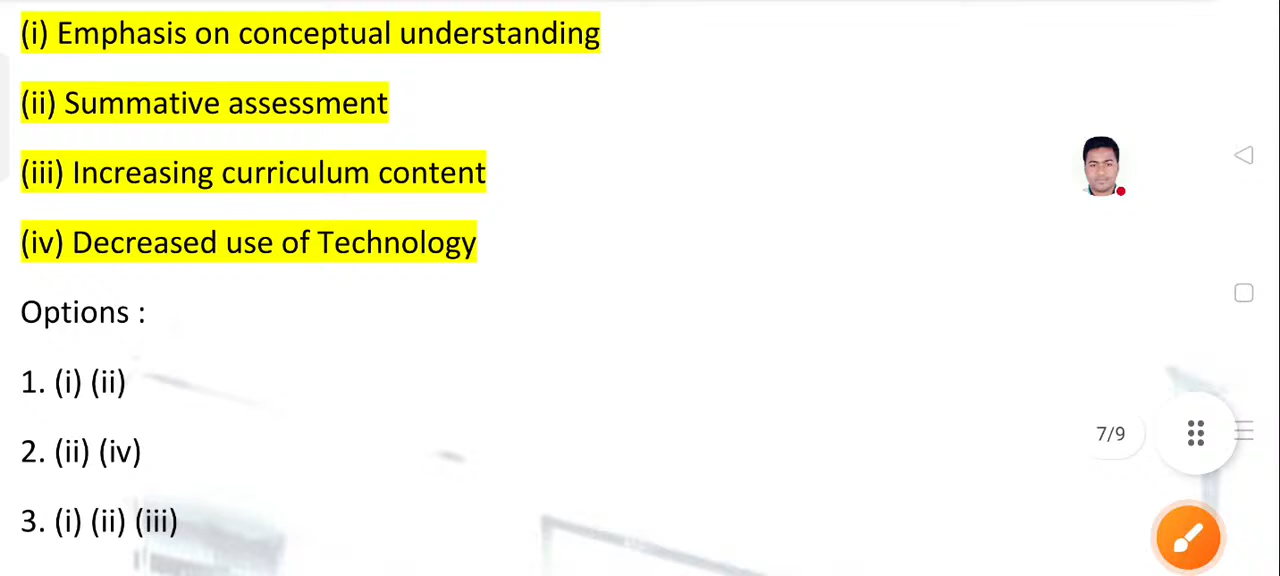 (i) Emphasis on conceptual understanding
(ii) Summative assessment
(iii) Increasing curriculum content
(iv) Decreased use of Technology
Options :
1. (i) (ii)
2. (ii) (iv)
7/9
3. (i) (ii) (iii)